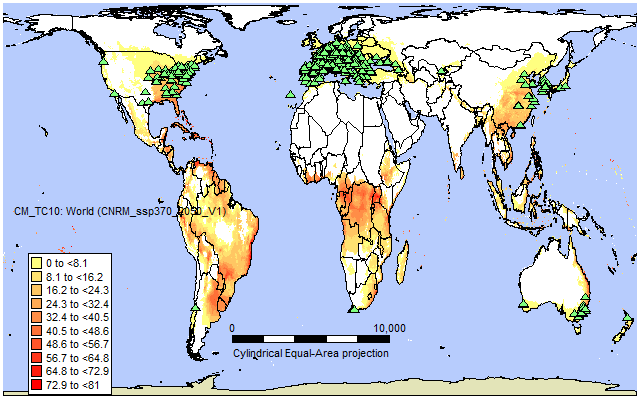 CM_TC10: World (CNRM_ssp370_2050_V1)
0 to <8.1
8.1 to <16.2
16.2 to <24.3
24.3 to <32.4
32.4 to <40.5
40.5 to <48.6
48.6 to <56.7
56.7 to <64.8
64.8 to <72.9
72.9 to <81
0 10,000
Cylindrical Equal-Area projection